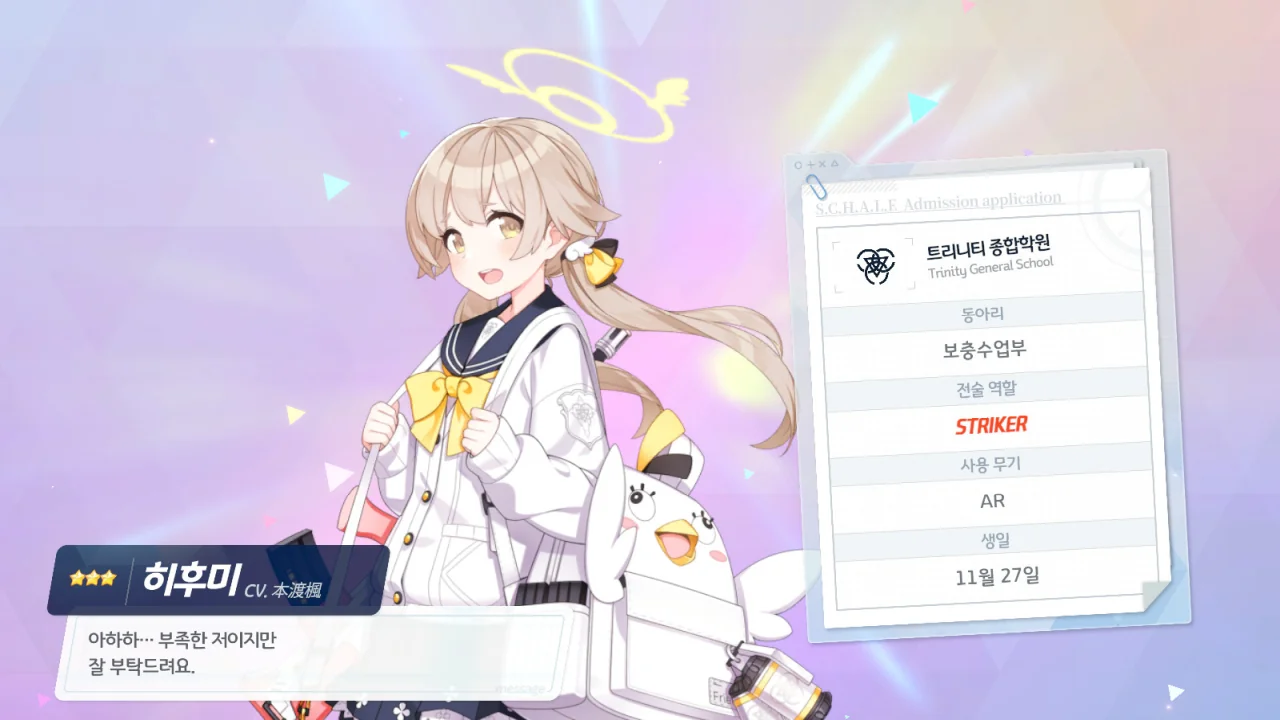 S.C.H.A.L.E Admission application
트리니티 종합학원
Trinity General School
동아리
보충수업부
전술 역할
STRIKER
사용 무기
AR
생일
11월 27일
히후미 CV. 本渡楓
아하하… 부족한 저이지만
잘 부탁드려요.
message